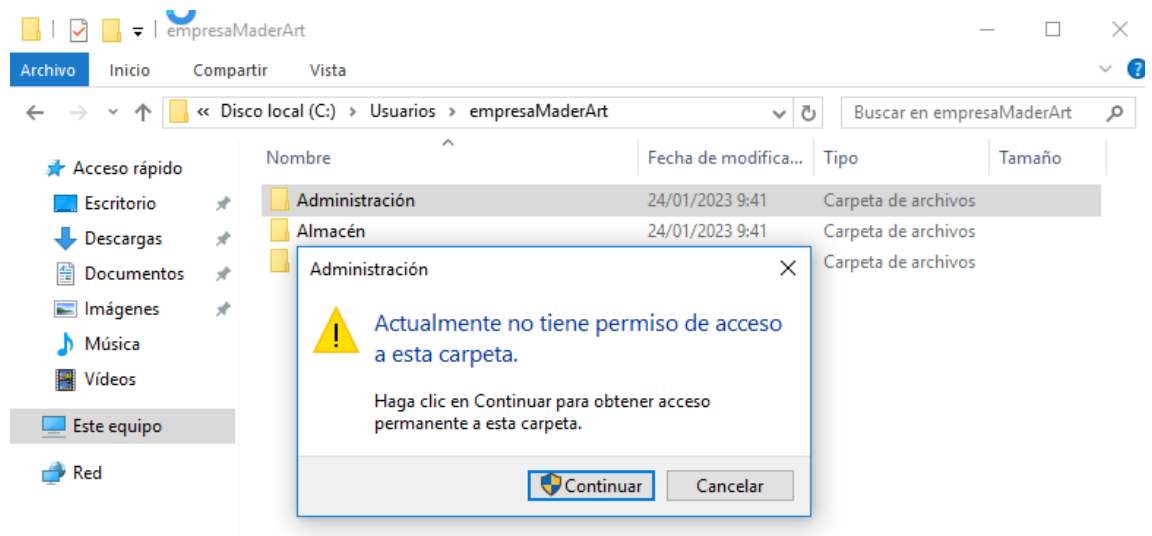 empresaMaderArt
Archivo Inicio Compartir Vista
« Disco local (C:) > Usuarios > empresaMaderArt
Buscar en empresaMaderArt
Nombre Fecha de modifica... Tipo Tamaño
Acceso rápido
Escritorio
Descargas
Documentos
Imágenes
Música
Vídeos
Este equipo
Red
Administración 24/01/2023 9:41 Carpeta de archivos
Almacén 24/01/2023 9:41 Carpeta de archivos
Carpeta de archivos
Administración
Actualmente no tiene permiso de acceso
a esta carpeta.
Haga clic en Continuar para obtener acceso
permanente a esta carpeta.
Continuar Cancelar